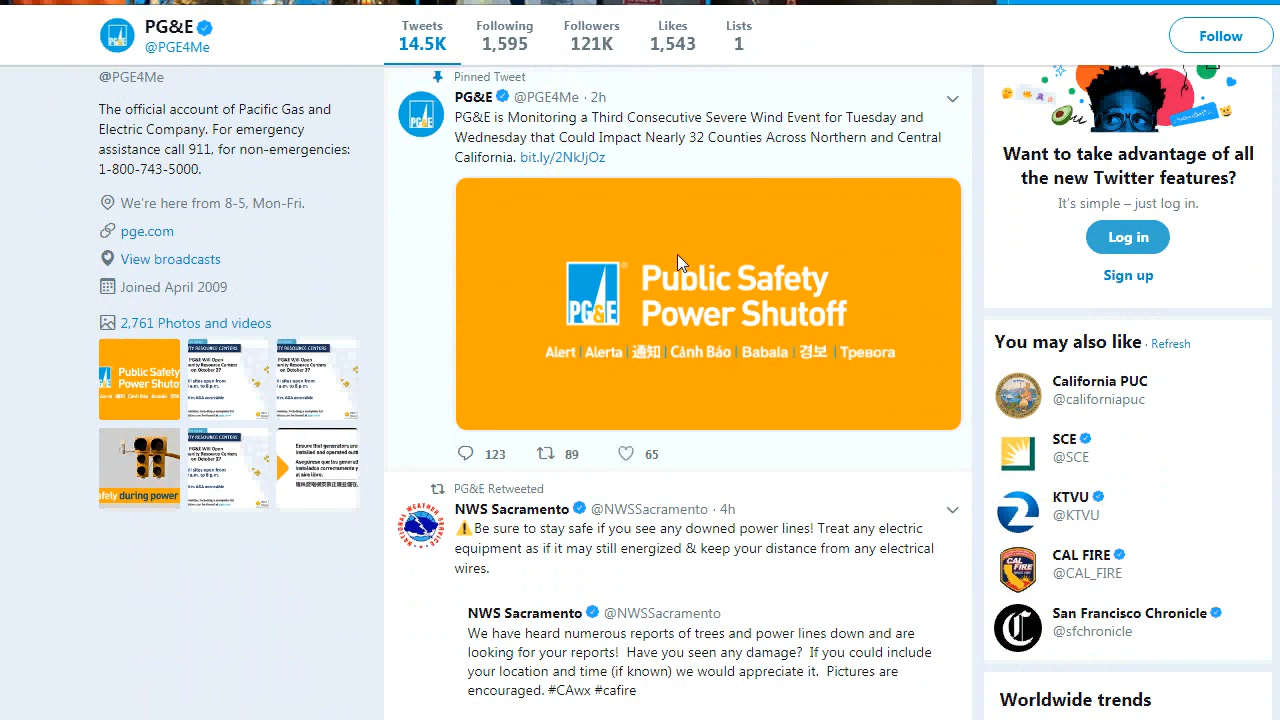 PG&E
@PGE4Me
Tweets
14.5K
Following
1,595
Followers
121K
Likes
1,543
Lists
1
Follow
@PGE4Me
The official account of Pacific Gas and
Electric Company. For emergency
assistance call 911, for non-emergencies:
1-800-743-5000.
We're here from 8-5, Mon-Fri.
pge.com
View broadcasts
Joined April 2009
2,761 Photos and videos
Public Safety
Power Shuto
during power
Pinned Tweet
PG&E @PGE4Me · 2h
PG&E is Monitoring a Third Consecutive Severe Wind Event for Tuesday and
Wednesday that Could Impact Nearly 32 Counties Across Northern and Central
California. bit.ly/2NkJjOz
PG&E
Public Safety
Power Shutoff
Alert | Alerta | 通知 | Cảnh Báo | Babala | 경보 | Тревога
123 89 65
PG&E Retweeted
NWS Sacramento @NWSSacramento · 4h
⚠Be sure to stay safe if you see any downed power lines! Treat any electric
equipment as if it may still energized & keep your distance from any electrical
wires.
NWS Sacramento @NWSSacramento
We have heard numerous reports of trees and power lines down and are
looking for your reports! Have you seen any damage? If you could include
your location and time (if known) we would appreciate it. Pictures are
encouraged. #CAwx #cafire
Want to take advantage of all
the new Twitter features?
It's simple – just log in.
Log in
Sign up
You may also like · Refresh
California PUC
@californiapuc
SCE
@SCE
KTVU
@KTVU
CAL FIRE
@CAL_FIRE
San Francisco Chronicle
@sfchronicle
Worldwide trends